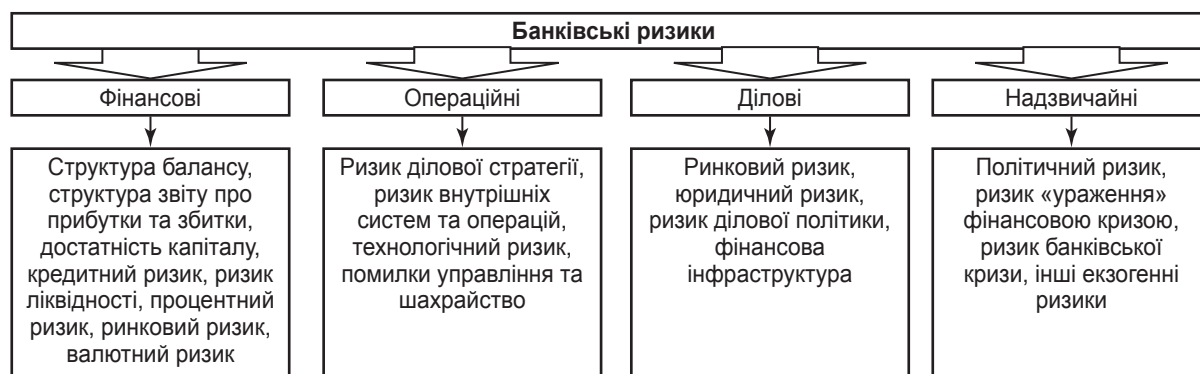 Банківські ризики
Фінансові
Операційні
Ділові
Надзвичайні
Структура балансу,
структура звіту про
прибутки та збитки,
достатність капіталу,
кредитний ризик, ризик
ліквідності, процентний
ризик, ринковий ризик,
валютний ризик
Ризик ділової стратегії,
ризик внутрішніх
систем та операцій,
технологічний ризик,
помилки управління та
шахрайство
Ринковий ризик,
юридичний ризик,
ризик ділової політики,
фінансова
інфраструктура
Політичний ризик,
ризик «ураження»
фінансовою кризою,
ризик банківської
кризи, інші екзогенні
ризики